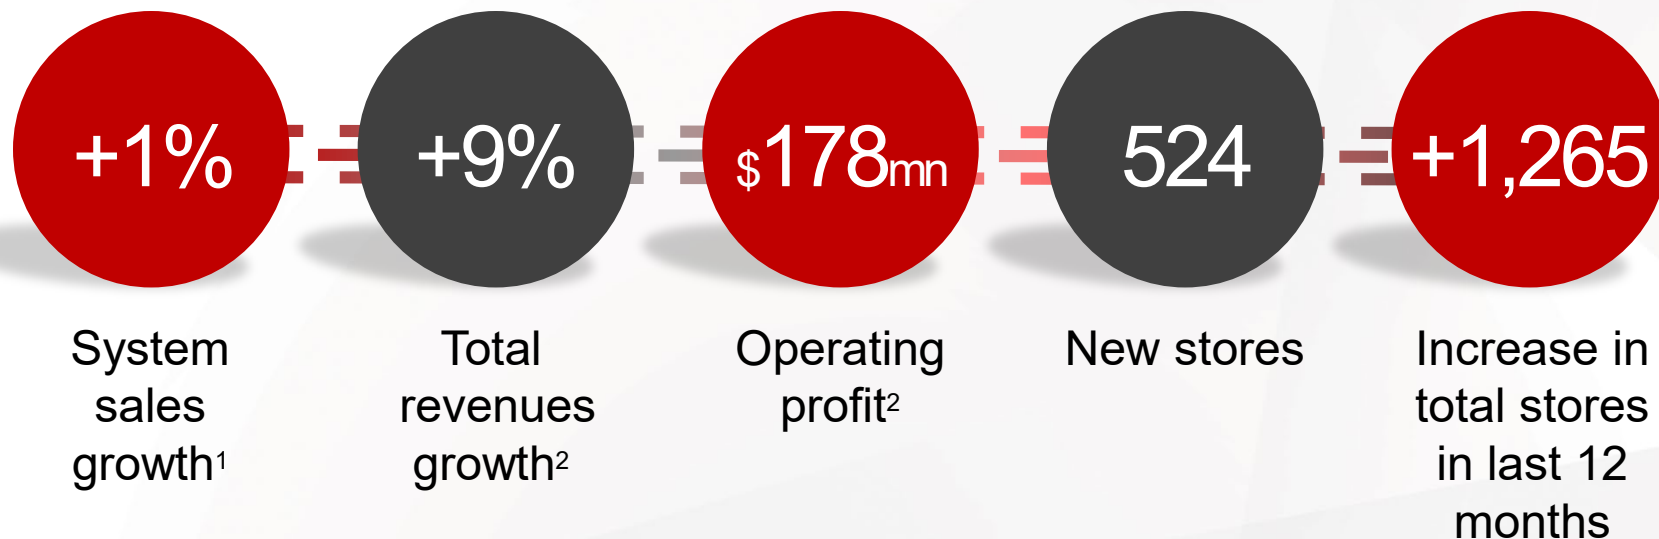 +1%
System
sales
growth1
+9%
Total
revenues
growth2
$178mn
Operating
profit2
524
New stores
+1,265
Increase in
total stores
in last 12
months